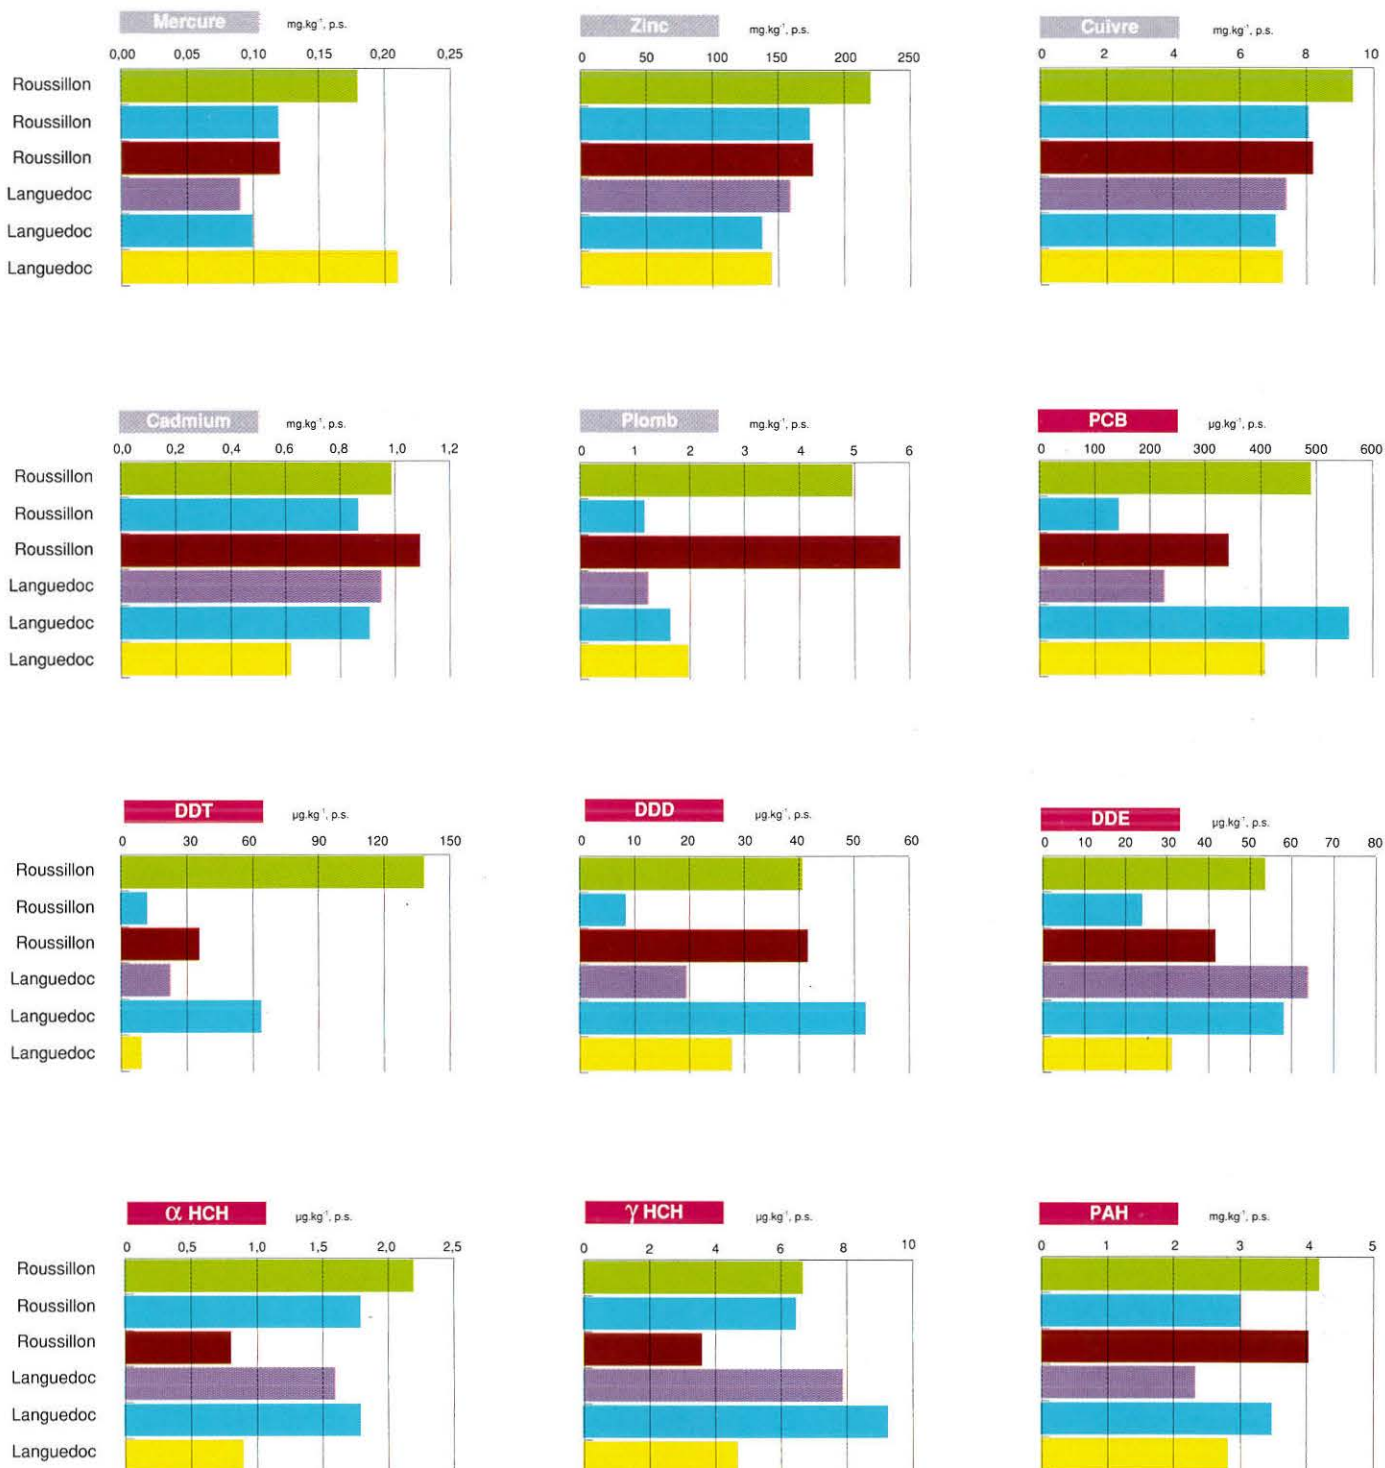 Mercure mg.kg⁻¹, p.s. Zinc mg.kg⁻¹, p.s. Cuivre mg.kg⁻¹, p.s.
0,00 0,05 0,10 0,15 0,20 0,25 0 50 100 150 200 250 0 2 4 6 8 10
Roussillon
Roussillon
Roussillon
Languedoc
Languedoc
Languedoc
Cadmium mg.kg⁻¹, p.s. Plomb mg.kg⁻¹, p.s. PCB µg.kg⁻¹, p.s.
0,0 0,2 0,4 0,6 0,8 1,0 1,2 0 1 2 3 4 5 6 0 100 200 300 400 500 600
Roussillon
Roussillon
Roussillon
Languedoc
Languedoc
Languedoc
DDT µg.kg⁻¹, p.s. DDD µg.kg⁻¹, p.s. DDE µg.kg⁻¹, p.s.
0 30 60 90 120 150 0 10 20 30 40 50 60 0 10 20 30 40 50 60 70 80
Roussillon
Roussillon
Roussillon
Languedoc
Languedoc
Languedoc
α HCH µg.kg⁻¹, p.s. γ HCH µg.kg⁻¹, p.s. PAH mg.kg⁻¹, p.s.
0 0,5 1,0 1,5 2,0 2,5 0 2 4 6 8 10 0 1 2 3 4 5
Roussillon
Roussillon
Roussillon
Languedoc
Languedoc
Languedoc